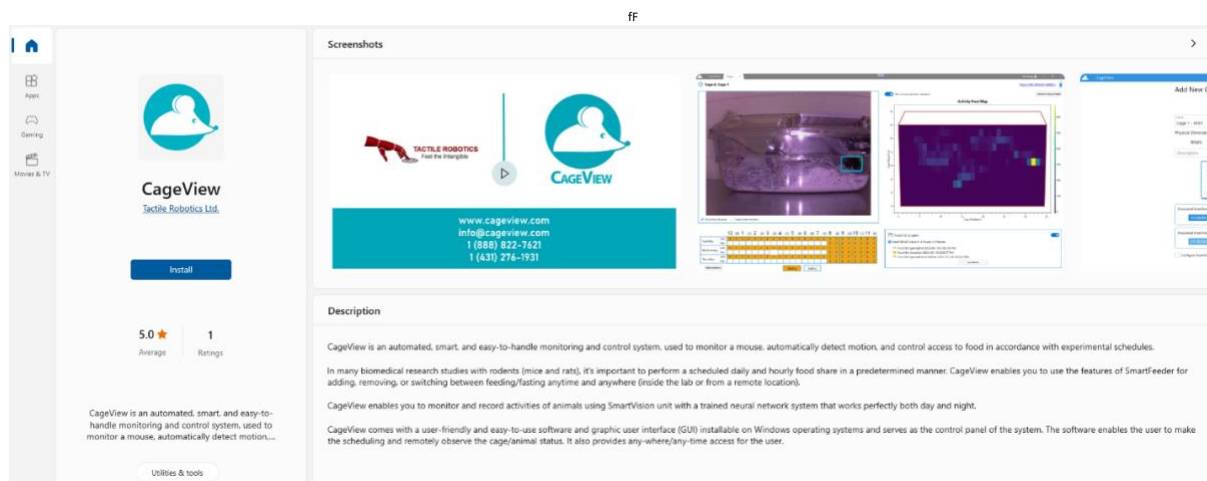 fF
Screenshots
Apps
Gaming
Movies & TV
CageView
Tactile Robotics Ltd.
Install
5.0
1
Average
Ratings
CageView is an automated, smart, and easy-to-
handle monitoring and control system, used to
monitor a mouse, automatically detect motion,...
Utilities & tools
TACTILE ROBOTICS
Feel the Intangible
CAGEVIEW
www.cageview.com
info@cageview.com
1 (888) 822-7621
1 (431) 276-1931
Activity Heat Map
Add New C
Cage 1 - W91
Physical Dimensi
Width
Description
Description
CageView is an automated, smart, and easy-to-handle monitoring and control system, used to monitor a mouse, automatically detect motion, and control access to food in accordance with experimental schedules.
In many biomedical research studies with rodents (mice and rats), it's important to perform a scheduled daily and hourly food share in a predetermined manner. CageView enables you to use the features of SmartFeeder for
adding, removing, or switching between feeding/fasting anytime and anywhere (inside the lab or from a remote location).
CageView enables you to monitor and record activities of animals using SmartVision unit with a trained neural network system that works perfectly both day and night.
CageView comes with a user-friendly and easy-to-use software and graphic user interface (GUI) installable on Windows operating systems and serves as the control panel of the system. The software enables the user to make
the scheduling and remotely observe the cage/animal status. It also provides any-where/any-time access for the user.